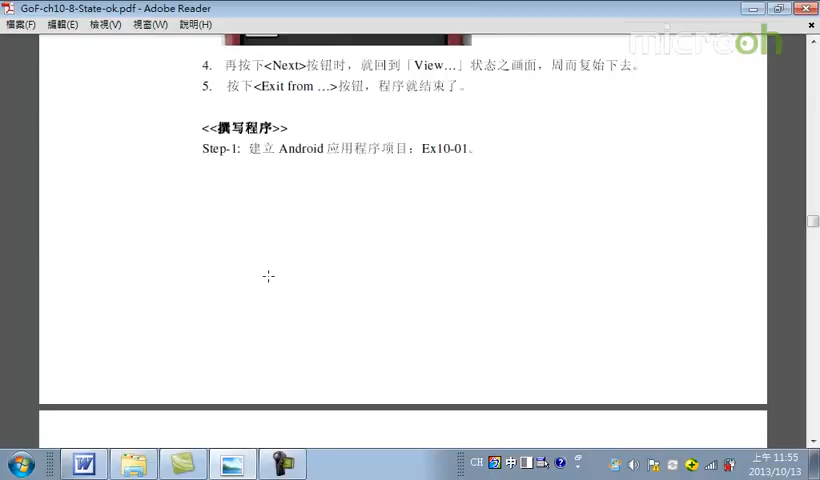 GoF-ch10-8-State-ok.pdf - Adobe Reader
檔案(F) 編輯(E) 檢視(V) 視窗(W) 說明(H)
microoh
4. 再按下<Next>按钮时，就回到「View…」状态之画面，周而复始下去。
5. 按下<Exit from …>按钮，程序就结束了。
<<撰写程序>>
Step-1: 建立 Android 应用程序项目：Ex10-01。
CH 中
上午 11:55
2013/10/13